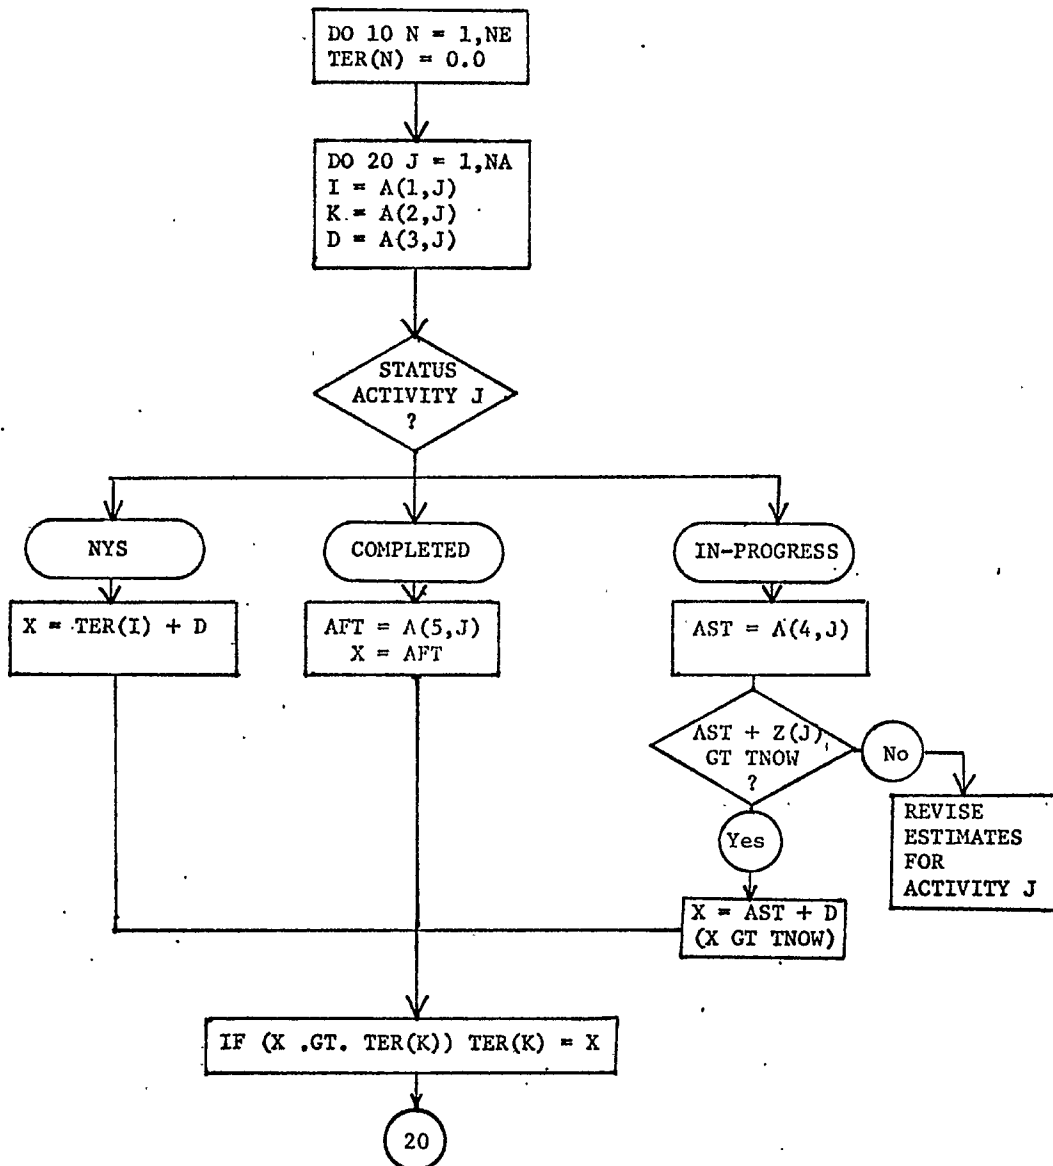 DO 10 N = 1,NE
TER(N) = 0.0
DO 20 J = 1,NA
I = A(1,J)
K = A(2,J)
D = A(3,J)
STATUS
ACTIVITY J
?
NYS
COMPLETED
IN-PROGRESS
X = TER(I) + D
AFT = A(5,J)
X = AFT
AST = A(4,J)
AST + Z(J)
GT TNOW
?
No
Yes
REVISE
ESTIMATES
FOR
ACTIVITY J
X = AST + D
(X GT TNOW)
IF (X .GT. TER(K)) TER(K) = X
20